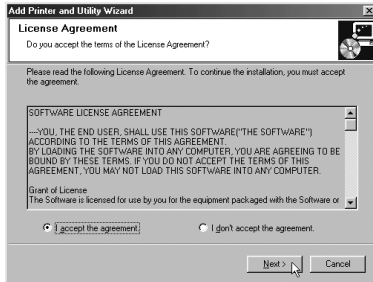 Add Printer and Utility Wizard
License Agreement
Do you accept the terms of the License Agreement?
Please read the following License Agreement. To continue the installation, you must accept
the agreement.
SOFTWARE LICENSE AGREEMENT
----YOU, THE END USER, SHALL USE THIS SOFTWARE("THE SOFTWARE")
ACCORDING TO THE TERMS OF THIS AGREEMENT.
BY LOADING THE SOFTWARE INTO ANY COMPUTER, YOU ARE AGREEING TO BE
BOUND BY THESE TERMS. IF YOU DO NOT ACCEPT THE TERMS OF THIS
AGREEMENT, YOU MAY NOT LOAD THIS SOFTWARE INTO ANY COMPUTER.
Grant of License
The Software is licensed for use by you for the equipment packaged with the Software or
I accept the agreement. I don't accept the agreement.
Next > Cancel